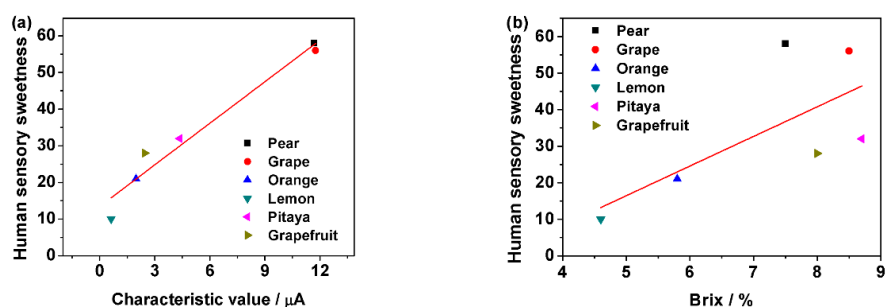 (a)
Human sensory sweetness
60
50
40
30
20
10
0
Pear
Grape
Orange
Lemon
Pitaya
Grapefruit
0 3 6 9 12
Characteristic value / μA
(b)
Human sensory sweetness
60
50
40
30
20
10
0
Pear
Grape
Orange
Lemon
Pitaya
Grapefruit
4 5 6 7 8 9
Brix / %